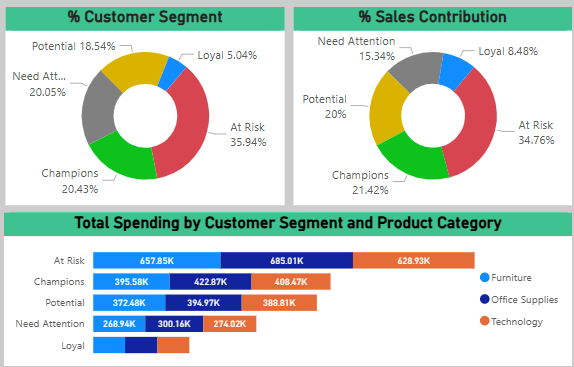 % Customer Segment
Potential 18.54%
Loyal 5.04%
Need Att...
20.05%
At Risk
35.94%
Champions
20.43%
% Sales Contribution
Need Attention
15.34%
Loyal 8.48%
Potential
20%
At Risk
34.76%
Champions
21.42%
Total Spending by Customer Segment and Product Category
At Risk 657.85K 685.01K 628.93K
Champions 395.58K 422.87K 408.47K
Potential 372.48K 394.97K 388.81K
Need Attention 268.94K 300.16K 274.02K
Loyal
Furniture
Office Supplies
Technology